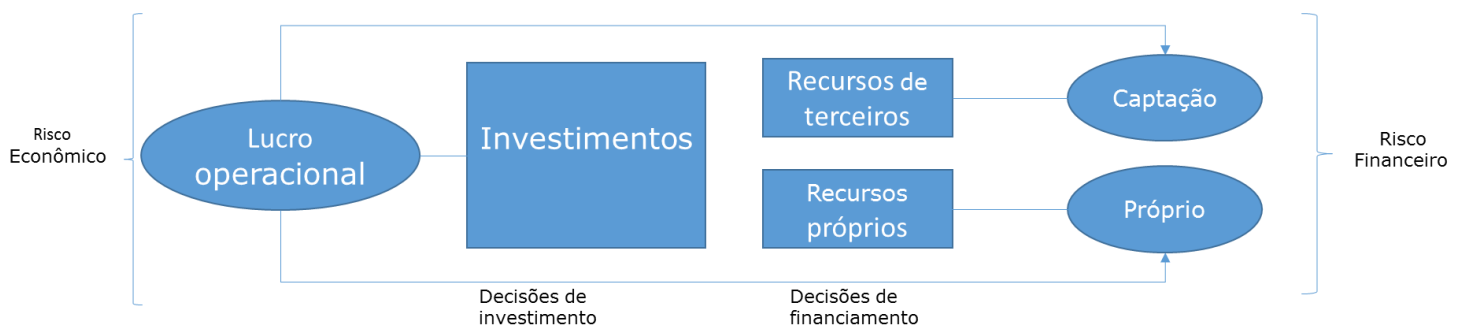 Risco
Econômico
Lucro
operacional
Investimentos
Recursos de
terceiros
Captação
Recursos
próprios
Próprio
Risco
Financeiro
Decisões de
investimento
Decisões de
financiamento